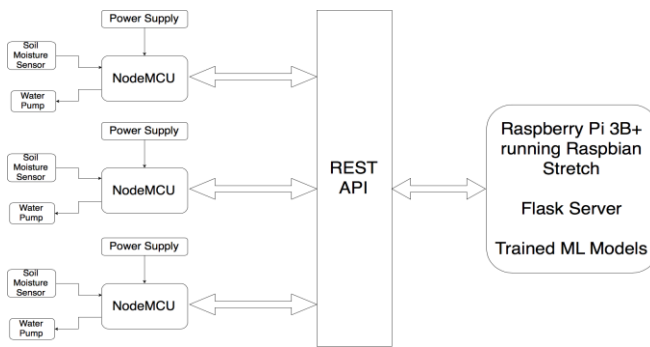 Power Supply
Soil
Moisture
Sensor
NodeMCU
Water
Pump
Power Supply
Soil
Moisture
Sensor
NodeMCU
Water
Pump
Power Supply
Soil
Moisture
Sensor
NodeMCU
Water
Pump
REST
API
Raspberry Pi 3B+
running Raspbian
Stretch
Flask Server
Trained ML Models